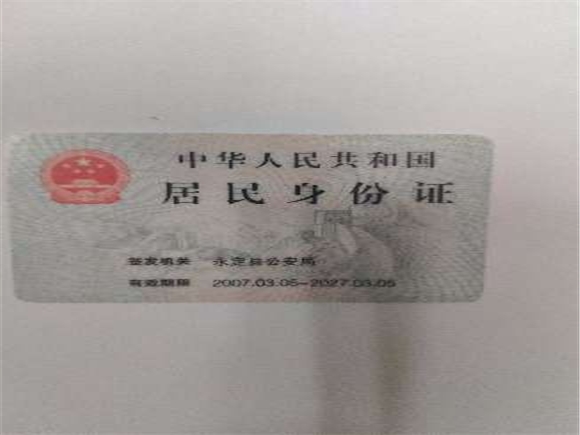 中华人民共和国
居民身份证
签发机关 永定县公安局
有效期限 2007.03.05-2027.03.05